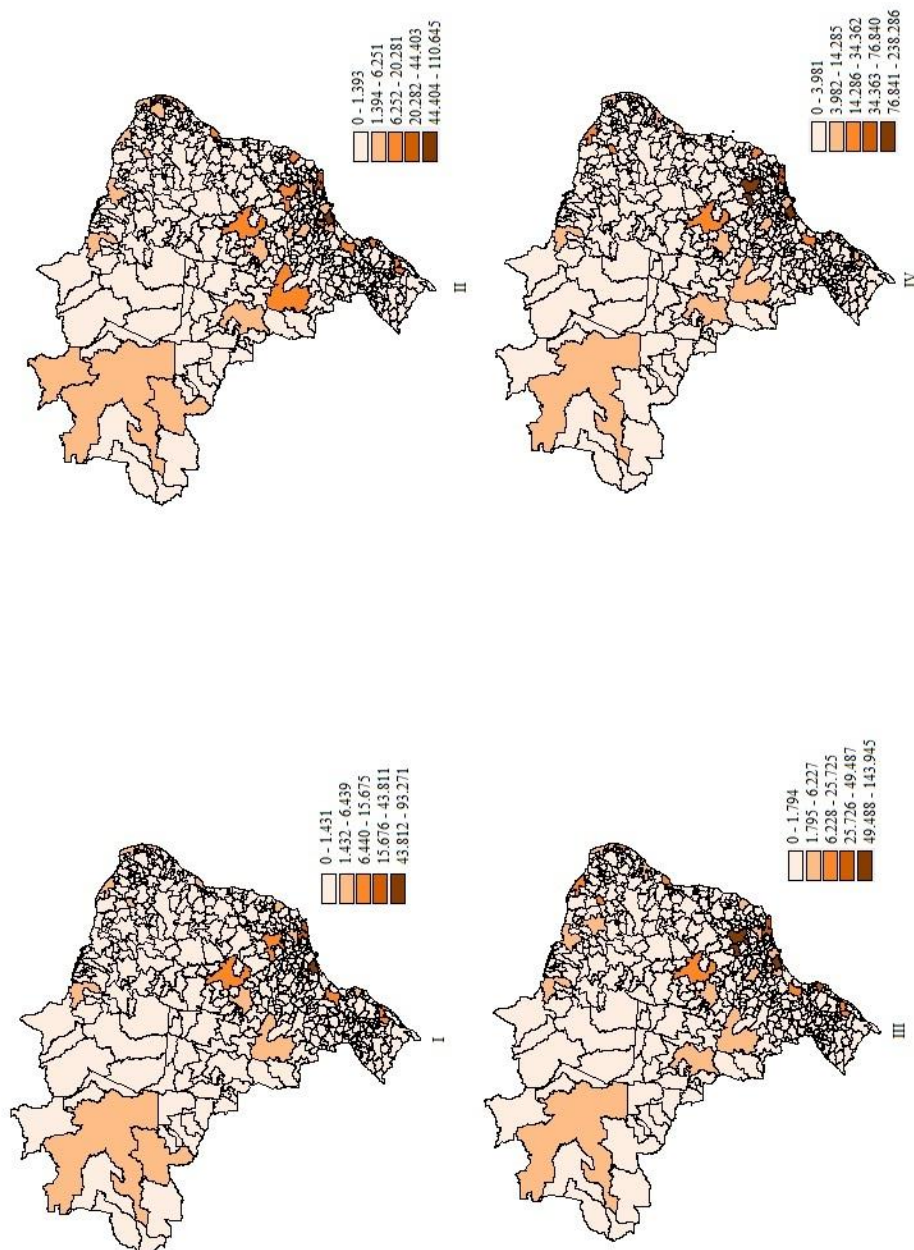 I
0 - 1.431
1.432 - 6.439
6.440 - 15.675
15.676 - 43.811
43.812 - 93.271
II
0 - 1.393
1.394 - 6.251
6.252 - 20.281
20.282 - 44.403
44.404 - 110.645
III
0 - 1.794
1.795 - 6.227
6.228 - 25.725
25.726 - 49.487
49.488 - 143.945
IV
0 - 3.981
3.982 - 14.285
14.286 - 34.362
34.363 - 76.840
76.841 - 238.286